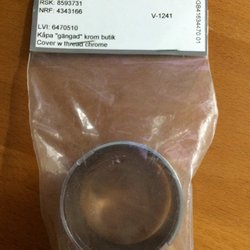 RSK: 8593731
NRF: 4343166
V-1241
LVI: 6470510
Kåpa "gängad" krom butik
Cover w thread chrome